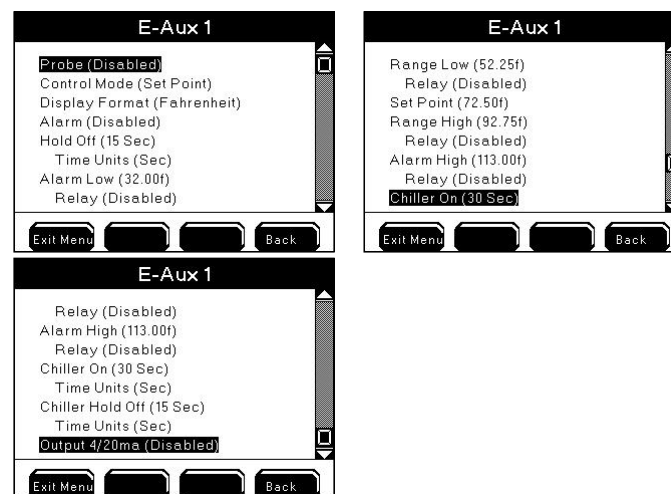 E-Aux 1
Probe (Disabled)
Control Mode (Set Point)
Display Format (Fahrenheit)
Alarm (Disabled)
Hold Off (15 Sec)
Time Units (Sec)
Alarm Low (32.00f)
Relay (Disabled)
Exit Menu
Back
E-Aux 1
Range Low (52.25f)
Relay (Disabled)
Set Point (72.50f)
Range High (92.75f)
Relay (Disabled)
Alarm High (113.00f)
Relay (Disabled)
Chiller On (30 Sec)
Exit Menu
Back
E-Aux 1
Relay (Disabled)
Alarm High (113.00f)
Relay (Disabled)
Chiller On (30 Sec)
Time Units (Sec)
Chiller Hold Off (15 Sec)
Time Units (Sec)
Output 4/20ma (Disabled)
Exit Menu
Back